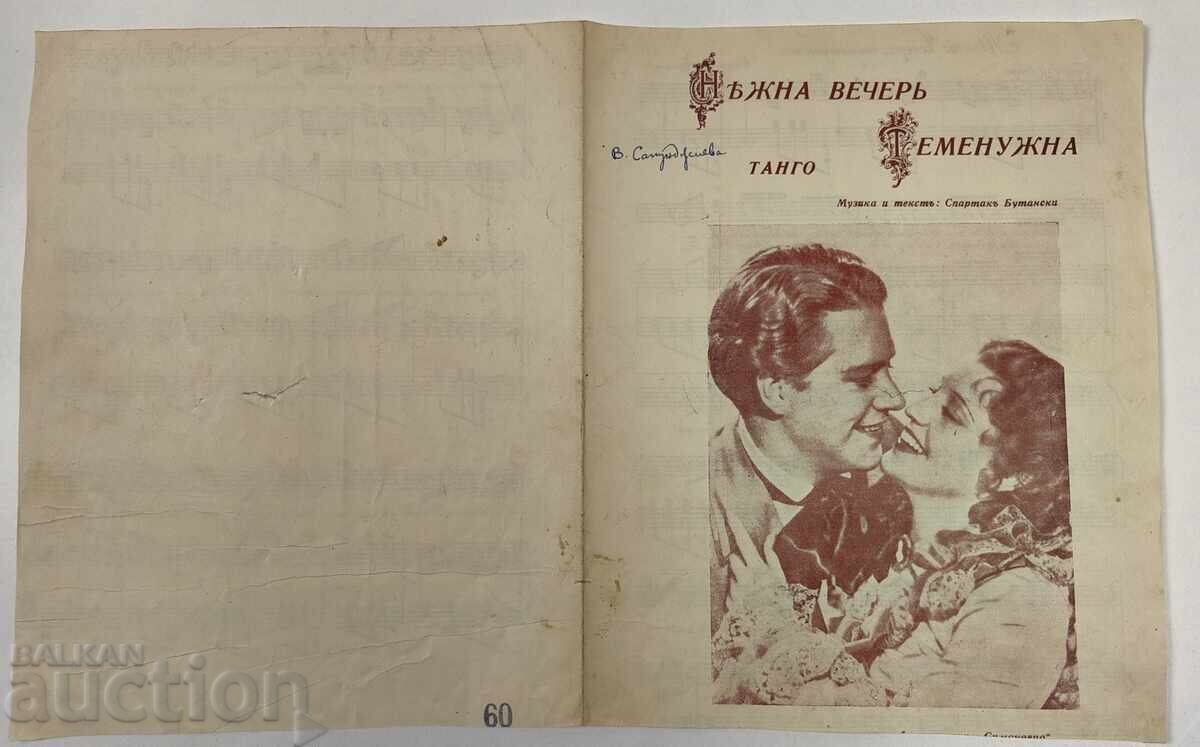 НѢЖНА ВЕЧЕРЬ
ТЕМЕНУЖНА
ТАНГО
Музика и текстъ: Спартакъ Бутански
В.
60
BALKAN
auction